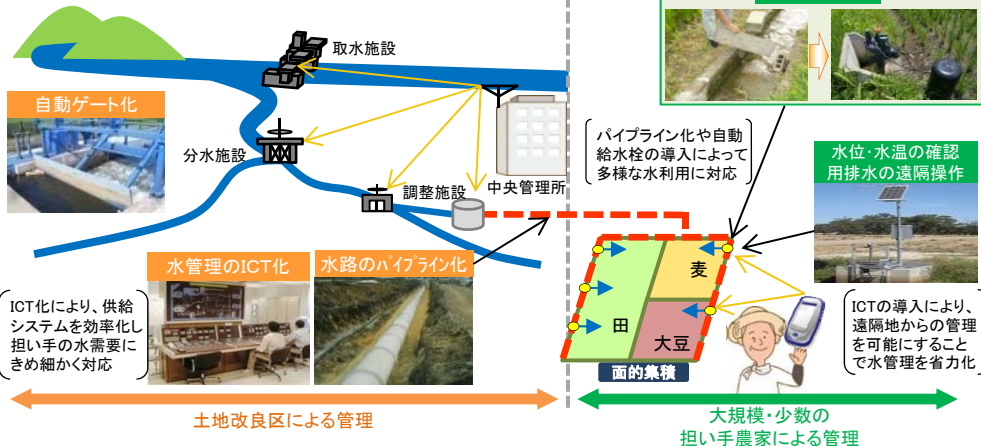 取水施設
自動ゲート化
分水施設
調整施設
中央管理所
パイプライン化や自動
給水栓の導入によって
多様な水利用に対応
水位・水温の確認
用排水の遠隔操作
水管理のICT化
水路のパイプライン化
ICT化により、供給
システムを効率化し
担い手の水需要に
きめ細かく対応
麦
田
大豆
面的集積
ICTの導入により、
遠隔地からの管理
を可能にすること
で水管理を省力化
土地改良区による管理
大規模・少数の
担い手農家による管理